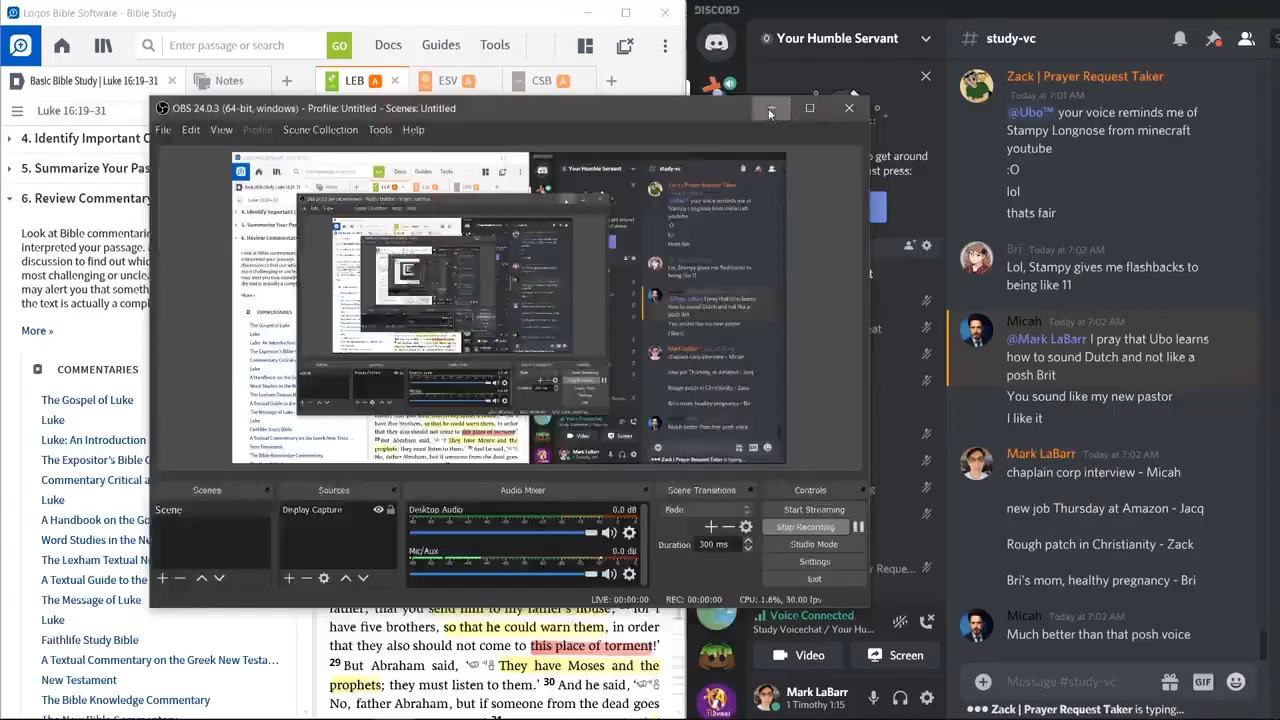 Logos Bible Software - Bible Study
Enter passage or search
GO
Docs
Guides
Tools
Basic Bible Study | Luke 16:19–31
Notes
LEB A
ESV A
CSB A
Luke 16:19–31
4. Identify Important C
5. Summarize Your Pas
6. Review Commentary
Look at Bible commentaries
interpreted your passage,
discussion to find out whic
most challenging or unclea
may alert you that someth
the text is actually a compl
More »
COMMENTARIES
The Gospel of Luke
Luke
Luke: An Introduction
The Expositor's Bible C
Commentary Critical a
Luke
A Handbook on the Go
Word Studies in the N
The Lexham Textual N
A Textual Guide to the
The Message of Luke
Luke
Faithlife Study Bible
A Textual Commentary on the Greek New Testa...
New Testament
The Bible Knowledge Commentary
OBS 24.0.3 (64-bit, windows) - Profile: Untitled - Scenes: Untitled
File
Edit
View
Profile
Scene Collection
Tools
Help
Scenes
Sources
Audio Mixer
Scene Transitions
Controls
Scene
Display Capture
Desktop Audio
0.0 dB
Mic/Aux
0.0 dB
Fade
Duration
300 ms
Start Streaming
Stop Recording
Studio Mode
Settings
Exit
LIVE: 00:00:00
REC: 00:00:00
CPU: 1.6%, 30.00 fps
father, that you send him to my father's house, for I
have five brothers, so that he could warn them, in order
that they also should not come to this place of torment!'
29 But Abraham said, 'They have Moses and the
prophets; they must listen to them.' 30 And he said,
No, father Abraham, but if someone from the dead goes
DISCORD
Your Humble Servant
to get around
st press:
Voice Connected
Study Voicechat / Your Hu...
Video
Screen
Mark LaBarr
1 Timothy 1:15
# study-vc
Zack | Prayer Request Taker
Today at 7:01 AM
@Ubo™ your voice reminds me of
Stampy Longnose from minecraft
youtube
:O
lol
thats fair
Bri Today at 7:02 AM
Lol, Stampy gives me flashbacks to
being like 11
Micah Today at 7:02 AM
@Mark LaBarr I pray that Ubo learns
how to sound Dutch and not like a
posh Brit
You sound like my new pastor
I like it
Mark LaBarr Today at 7:02 AM
chaplain corp interview - Micah
new job Thursday at Amazon - Jacq
Rough patch in Christianity - Zack
Bri's mom, healthy pregnancy - Bri
Micah Today at 7:02 AM
Much better than that posh voice
Message #study-vc
GIF
Zack | Prayer Request Taker is typing...